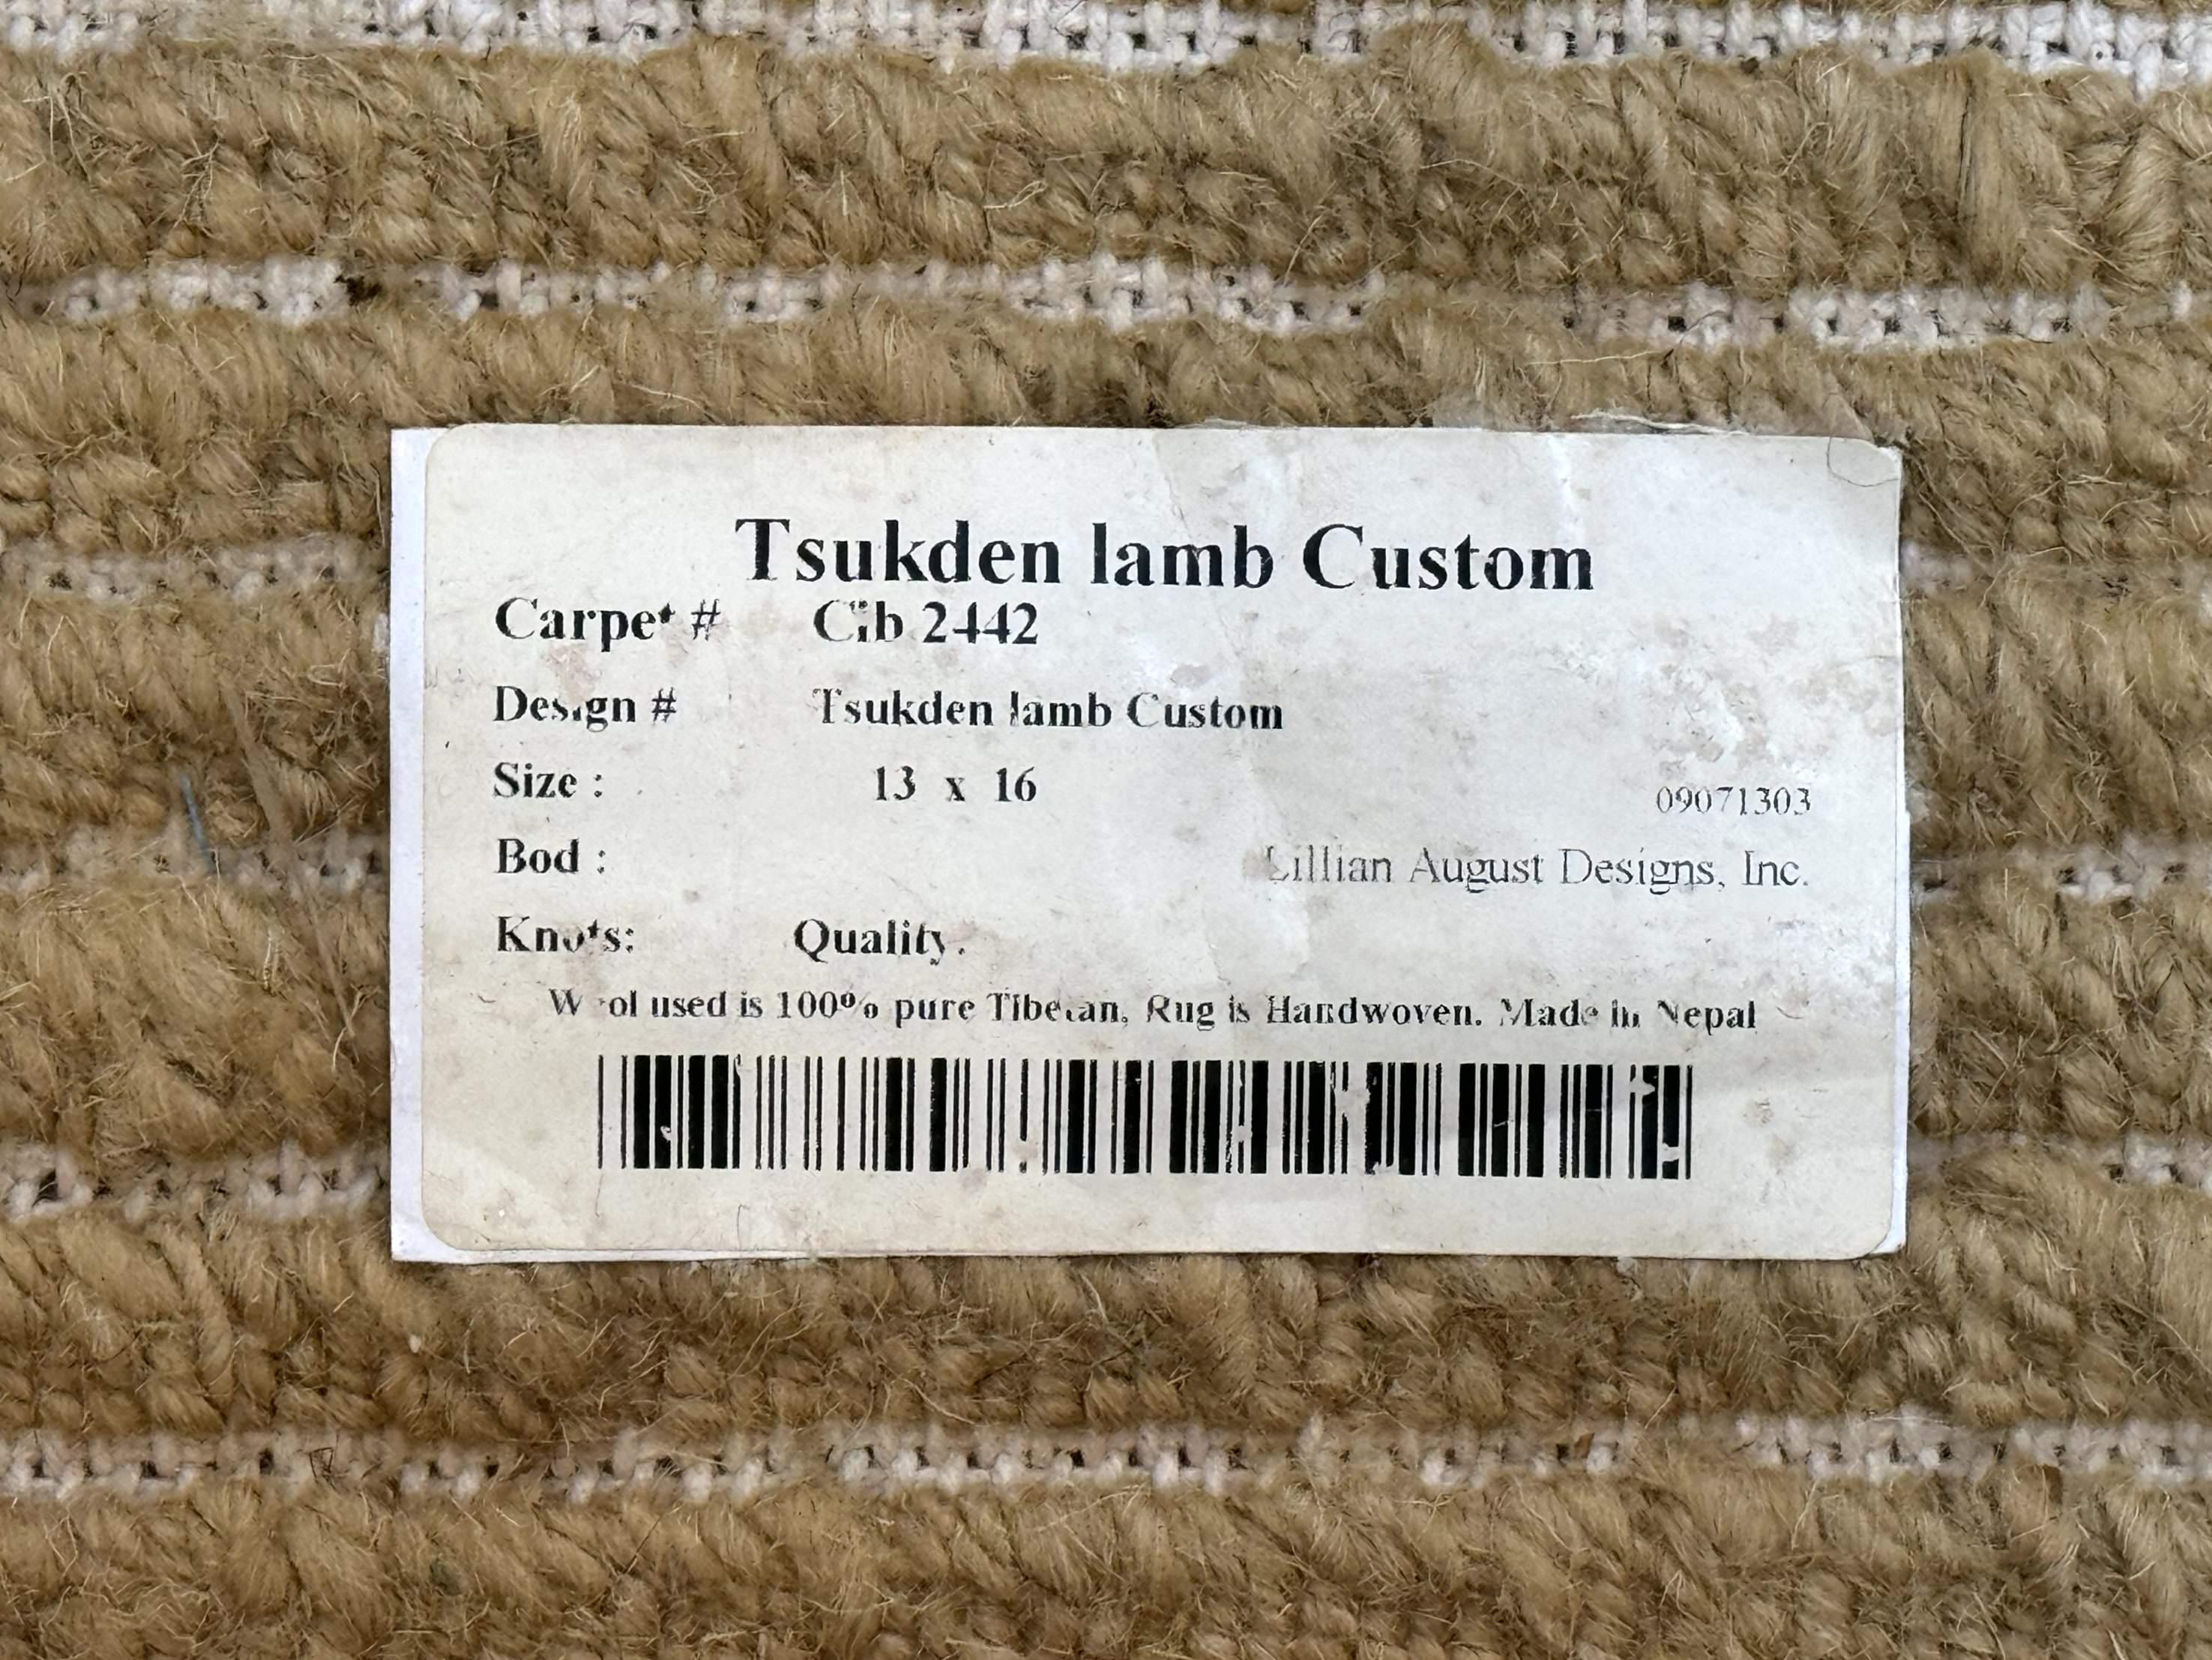 Tsukden lamb Custom
Carpet # 2442
Design # Tsukden lamb Custom
Size : 13 x 16
09071303
Bod :
Lillian August Designs, Inc.
Knots: Quality.
Wool used is 100% pure Tibetan, Rug is Handwoven. Made in Nepal